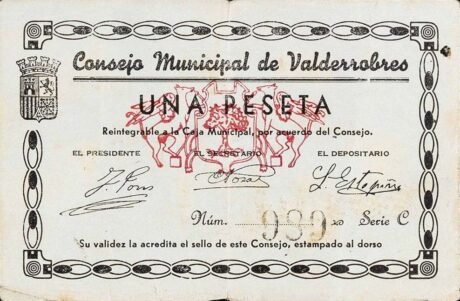 Consejo Municipal de Valderrobres
UNA PESETA
Reintegrable a la Caja Municipal, por acuerdo del Consejo.
EL PRESIDENTE EL SECRETARIO EL DEPOSITARIO
J. Pons
Núm. 989 Serie C
Su validez la acredita el sello de este Consejo, estampado al dorso